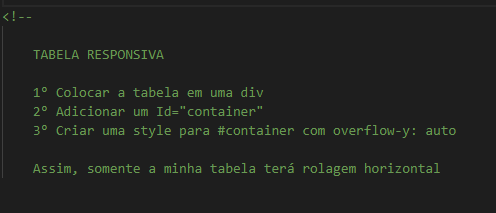 <!--
TABELA RESPONSIVA
1º Colocar a tabela em uma div
2º Adicionar um Id="container"
3º Criar uma style para #container com overflow-y: auto
Assim, somente a minha tabela terá rolagem horizontal